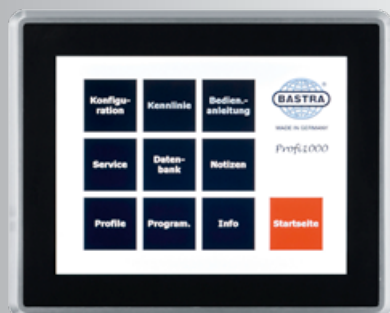 Konfigu-
ration
Kennlinie
Bedien.-
anleitung
BASTRA
MADE IN GERMANY
Profi1000
Service
Daten-
bank
Notizen
Profile
Program.
Info
Startseite